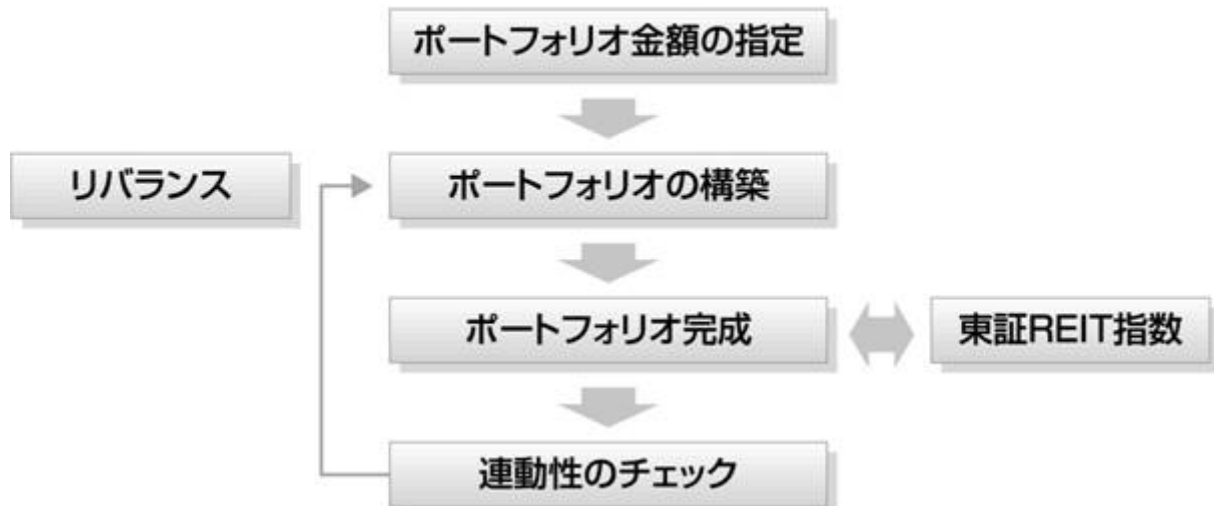 ポートフォリオ金額の指定
リバランス
ポートフォリオの構築
ポートフォリオ完成
東証REIT指数
連動性のチェック